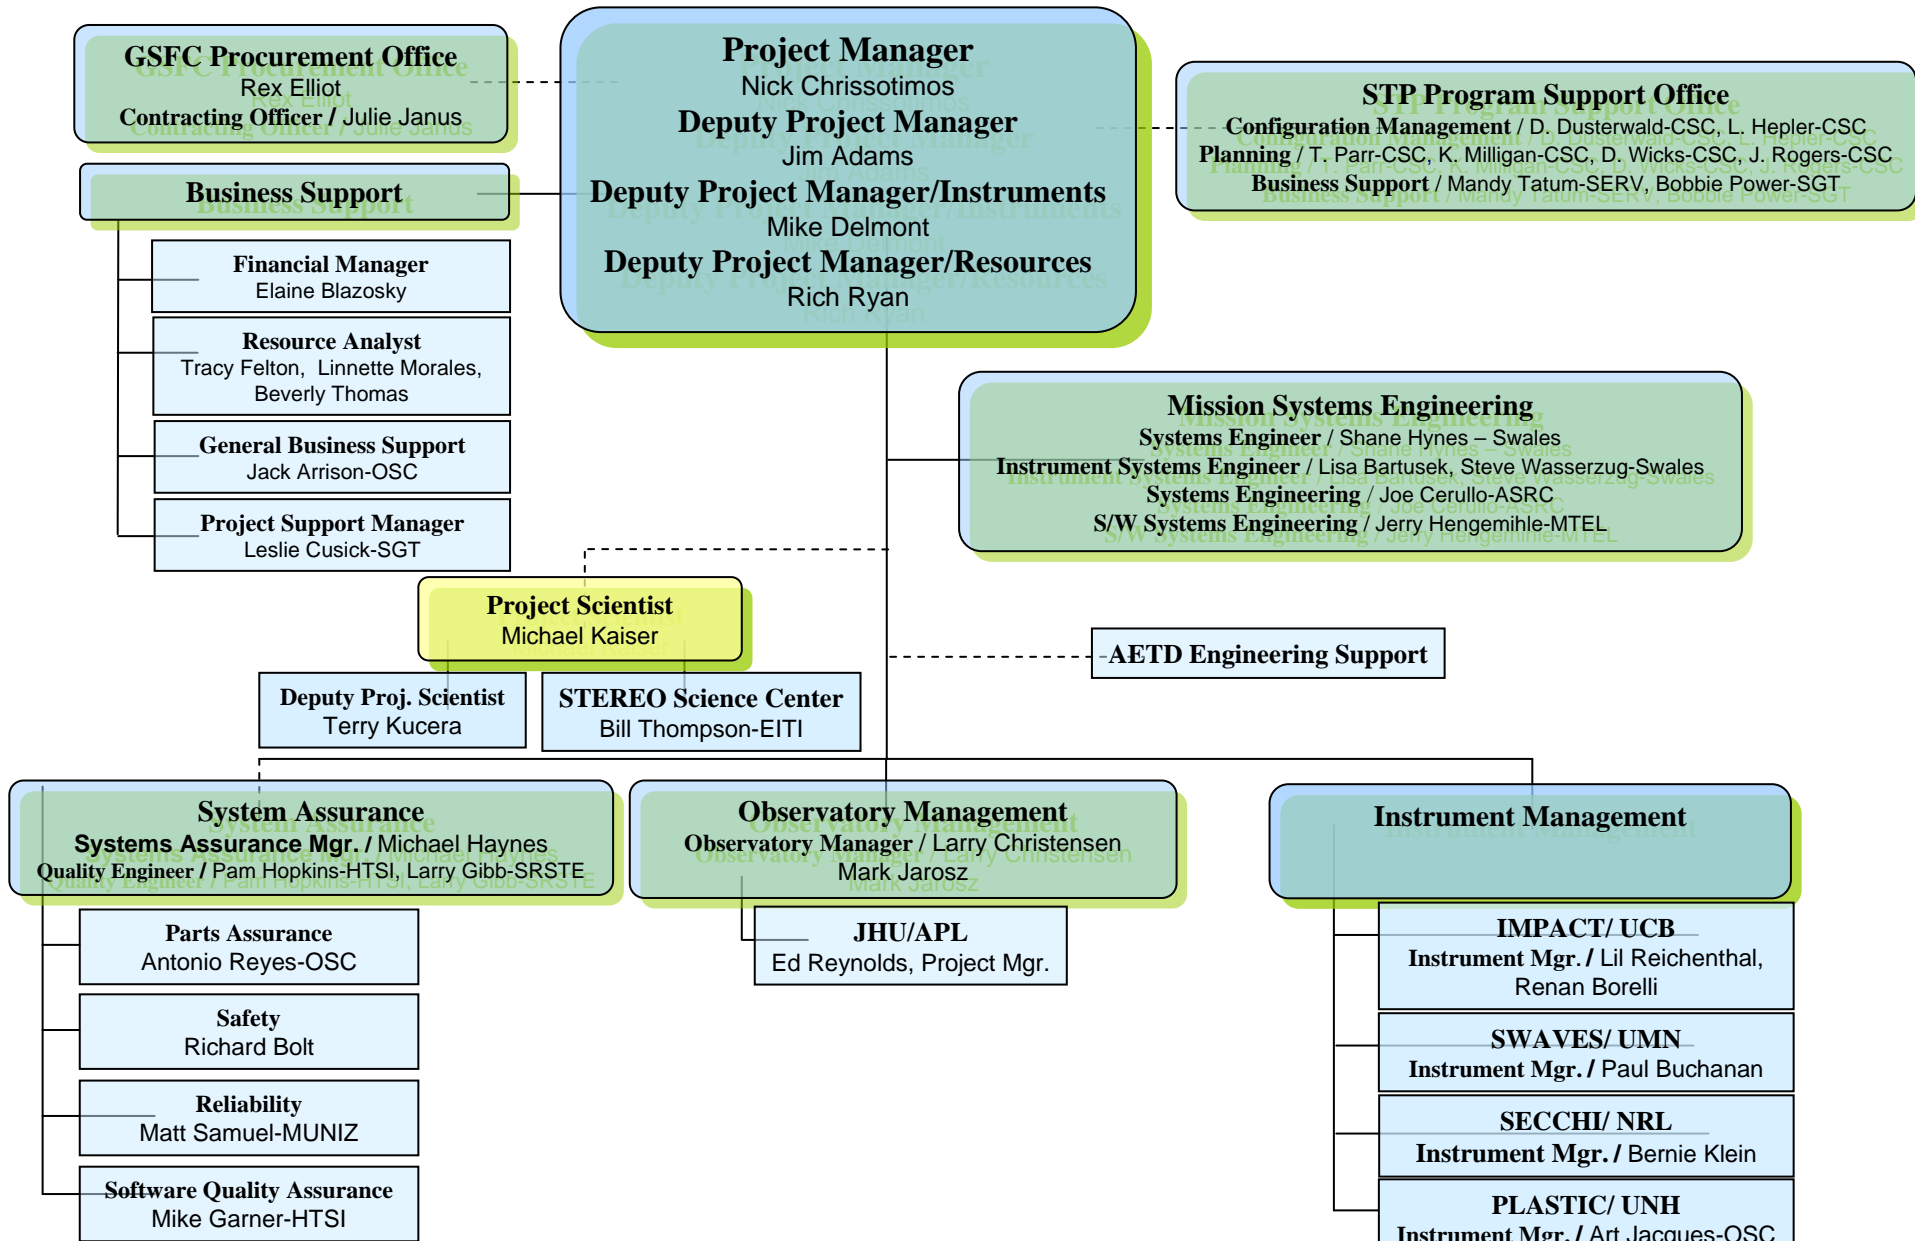 GSFC Procurement Office
Rex Elliot
Contracting Officer / Julie Janus
Project Manager
Nick Chrissotimos
Deputy Project Manager
Jim Adams
Deputy Project Manager/Instruments
Mike Delmont
Deputy Project Manager/Resources
Rich Ryan
STP Program Support Office
Configuration Management / D. Dusterwald-CSC, L. Hepler-CSC
Planning / T. Parr-CSC, K. Milligan-CSC, D. Wicks-CSC, J. Rogers-CSC
Business Support / Mandy Tatum-SERV, Bobbie Power-SGT
Business Support
Financial Manager
Elaine Blazosky
Resource Analyst
Tracy Felton, Linnette Morales,
Beverly Thomas
General Business Support
Jack Arrison-OSC
Project Support Manager
Leslie Cusick-SGT
Mission Systems Engineering
Systems Engineer / Shane Hynes – Swales
Instrument Systems Engineer / Lisa Bartusek, Steve Wasserzug-Swales
Systems Engineering / Joe Cerullo-ASRC
S/W Systems Engineering / Jerry Hengemihle-MTEL
Project Scientist
Michael Kaiser
AETD Engineering Support
Deputy Proj. Scientist
Terry Kucera
STEREO Science Center
Bill Thompson-EITI
System Assurance
Systems Assurance Mgr. / Michael Haynes
Quality Engineer / Pam Hopkins-HTSI, Larry Gibb-SRSTE
Parts Assurance
Antonio Reyes-OSC
Safety
Richard Bolt
Reliability
Matt Samuel-MUNIZ
Software Quality Assurance
Mike Garner-HTSI
Observatory Management
Observatory Manager / Larry Christensen
Mark Jarosz
JHU/APL
Ed Reynolds, Project Mgr.
Instrument Management
IMPACT/ UCB
Instrument Mgr. / Lil Reichenthal,
Renan Borelli
SWAVES/ UMN
Instrument Mgr. / Paul Buchanan
SECCHI/ NRL
Instrument Mgr. / Bernie Klein
PLASTIC/ UNH
Instrument Mgr. / Art Jacques-OSC